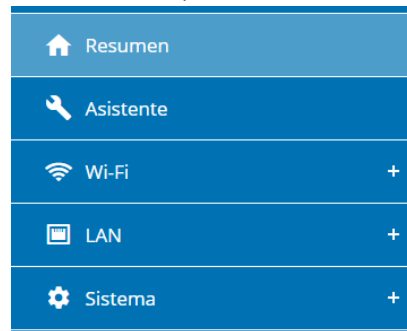 Resumen
Asistente
Wi-Fi +
LAN +
Sistema +